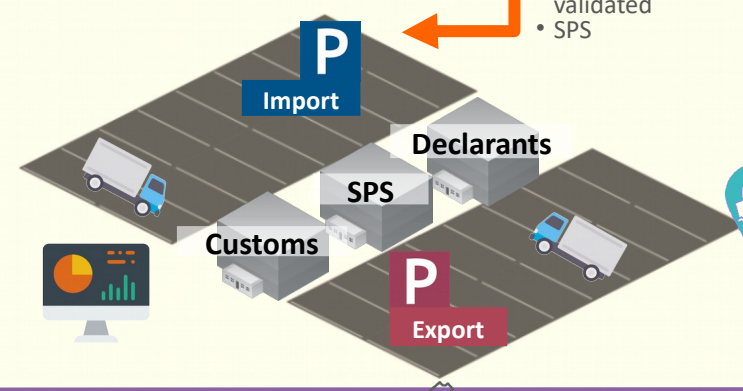 validated
• SPS
P
Import
Declarants
SPS
Customs
P
Export